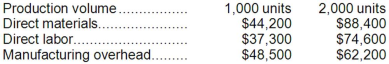 Production volume.................. 1,000 units 2,000 units
Direct materials.................... $44,200 $88,400
Direct labor.......................... $37,300 $74,600
Manufacturing overhead......... $48,500 $62,200